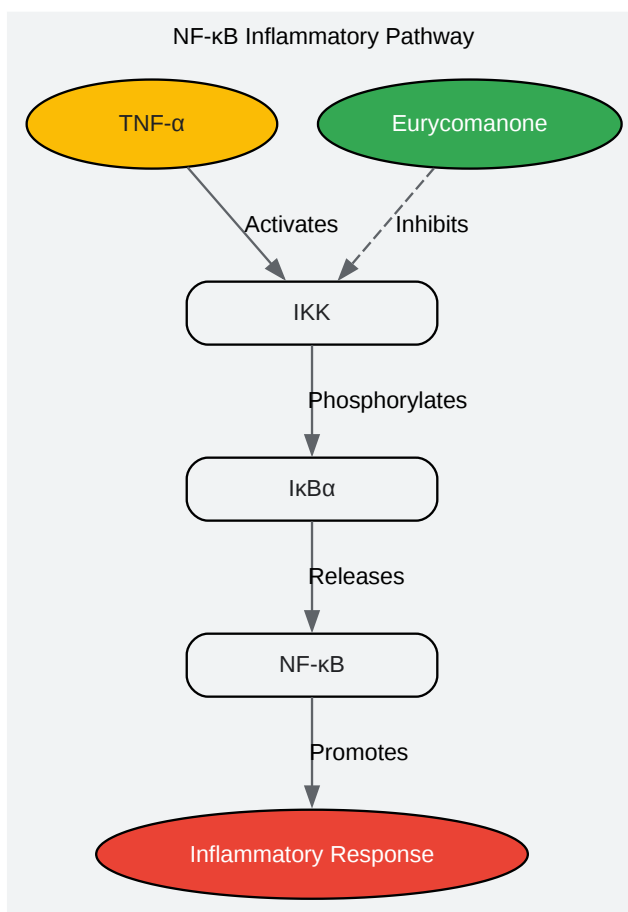 NF-κB Inflammatory Pathway
TNF-α
Eurycomanone
Activates
Inhibits
IKK
Phosphorylates
IκBα
Releases
NF-κB
Promotes
Inflammatory Response